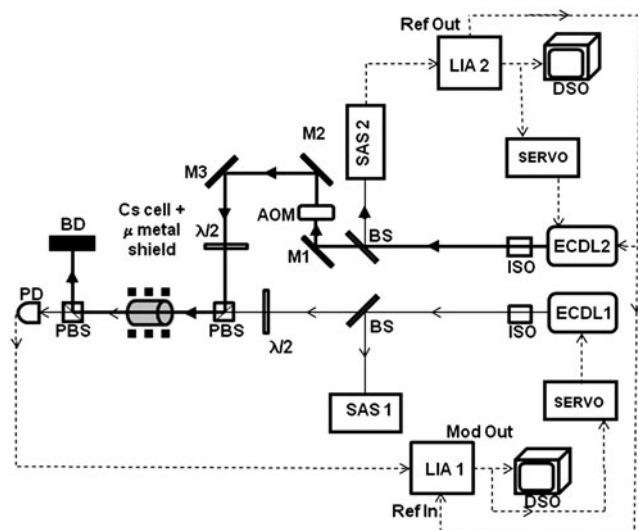 Ref Out
LIA 2
DSO
SAS 2
SERVO
M2
M3
AOM
Cs cell +
μ metal
shield
λ/2
BD
M1
BS
ISO
ECDL2
PD
PBS
PBS
λ/2
BS
ISO
ECDL1
SAS 1
SERVO
Mod Out
LIA 1
DSO
Ref In